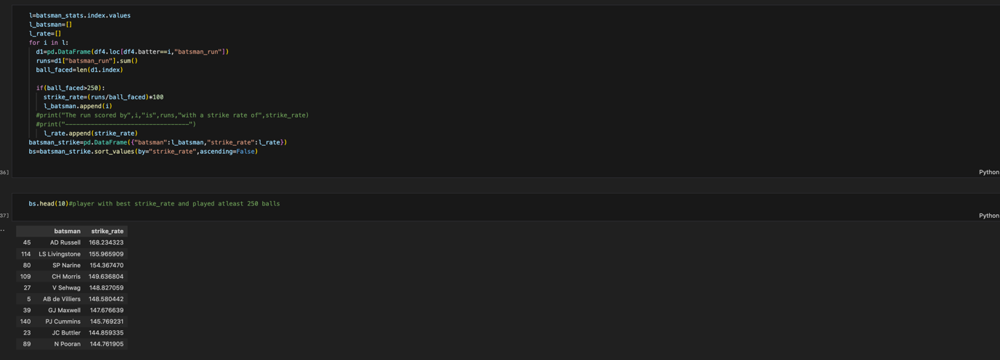 l=batsman_stats.index.values
l_batsman=[]
l_rate=[]
for i in l:
d1=pd.DataFrame(df4.loc[df4.batter==i,"batsman_run"])
runs=d1["batsman_run"].sum()
ball_faced=len(d1.index)
if(ball_faced>250):
strike_rate=(runs/ball_faced)*100
l_batsman.append(i)
#print("The run scored by",i,"is",runs,"with a strike rate of",strike_rate)
#print("----------------------------------")
l_rate.append(strike_rate)
batsman_strike=pd.DataFrame({"batsman":l_batsman,"strike_rate":l_rate})
bs=batsman_strike.sort_values(by="strike_rate",ascending=False)
36] Python
bs.head(10)#player with best strike_rate and played atleast 250 balls
37] Python
batsman strike_rate
45 AD Russell 168.234323
114 LS Livingstone 155.965909
80 SP Narine 154.367470
109 CH Morris 149.636804
27 V Sehwag 148.827059
5 AB de Villiers 148.580442
39 GJ Maxwell 147.676639
140 PJ Cummins 145.769231
23 JC Buttler 144.859335
89 N Pooran 144.761905